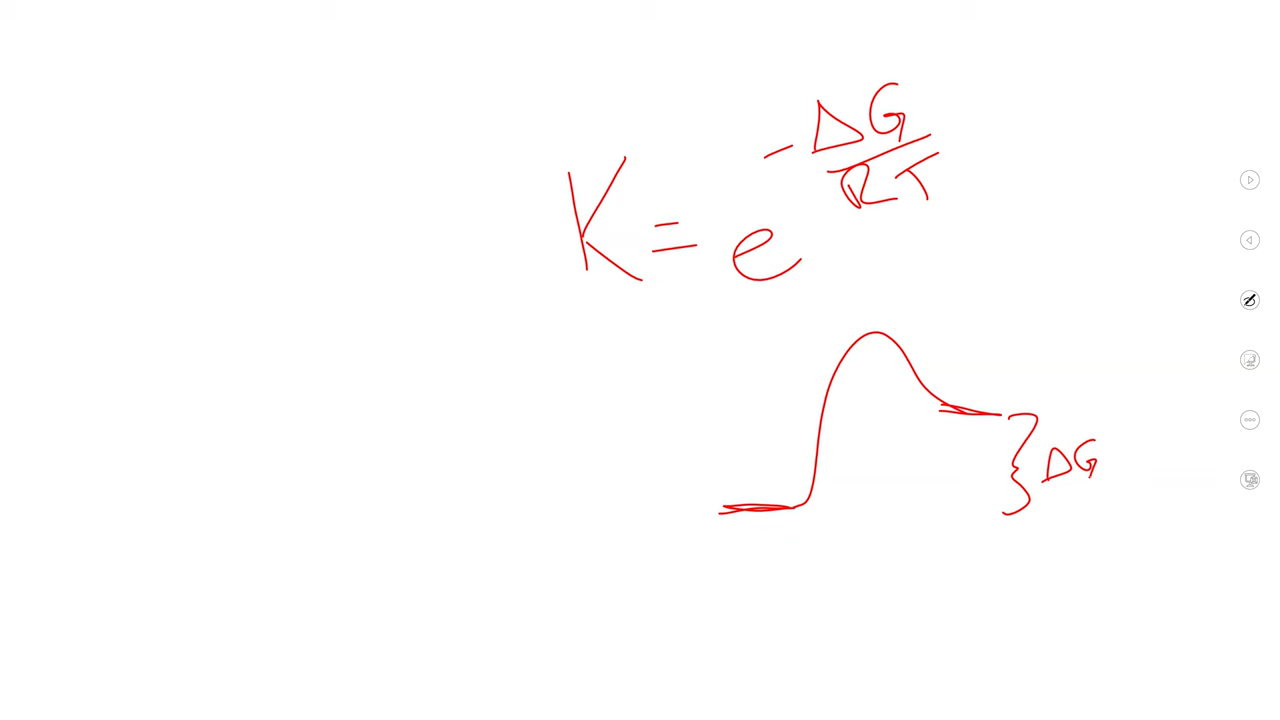 K = e^{-ΔG/RT}
ΔG